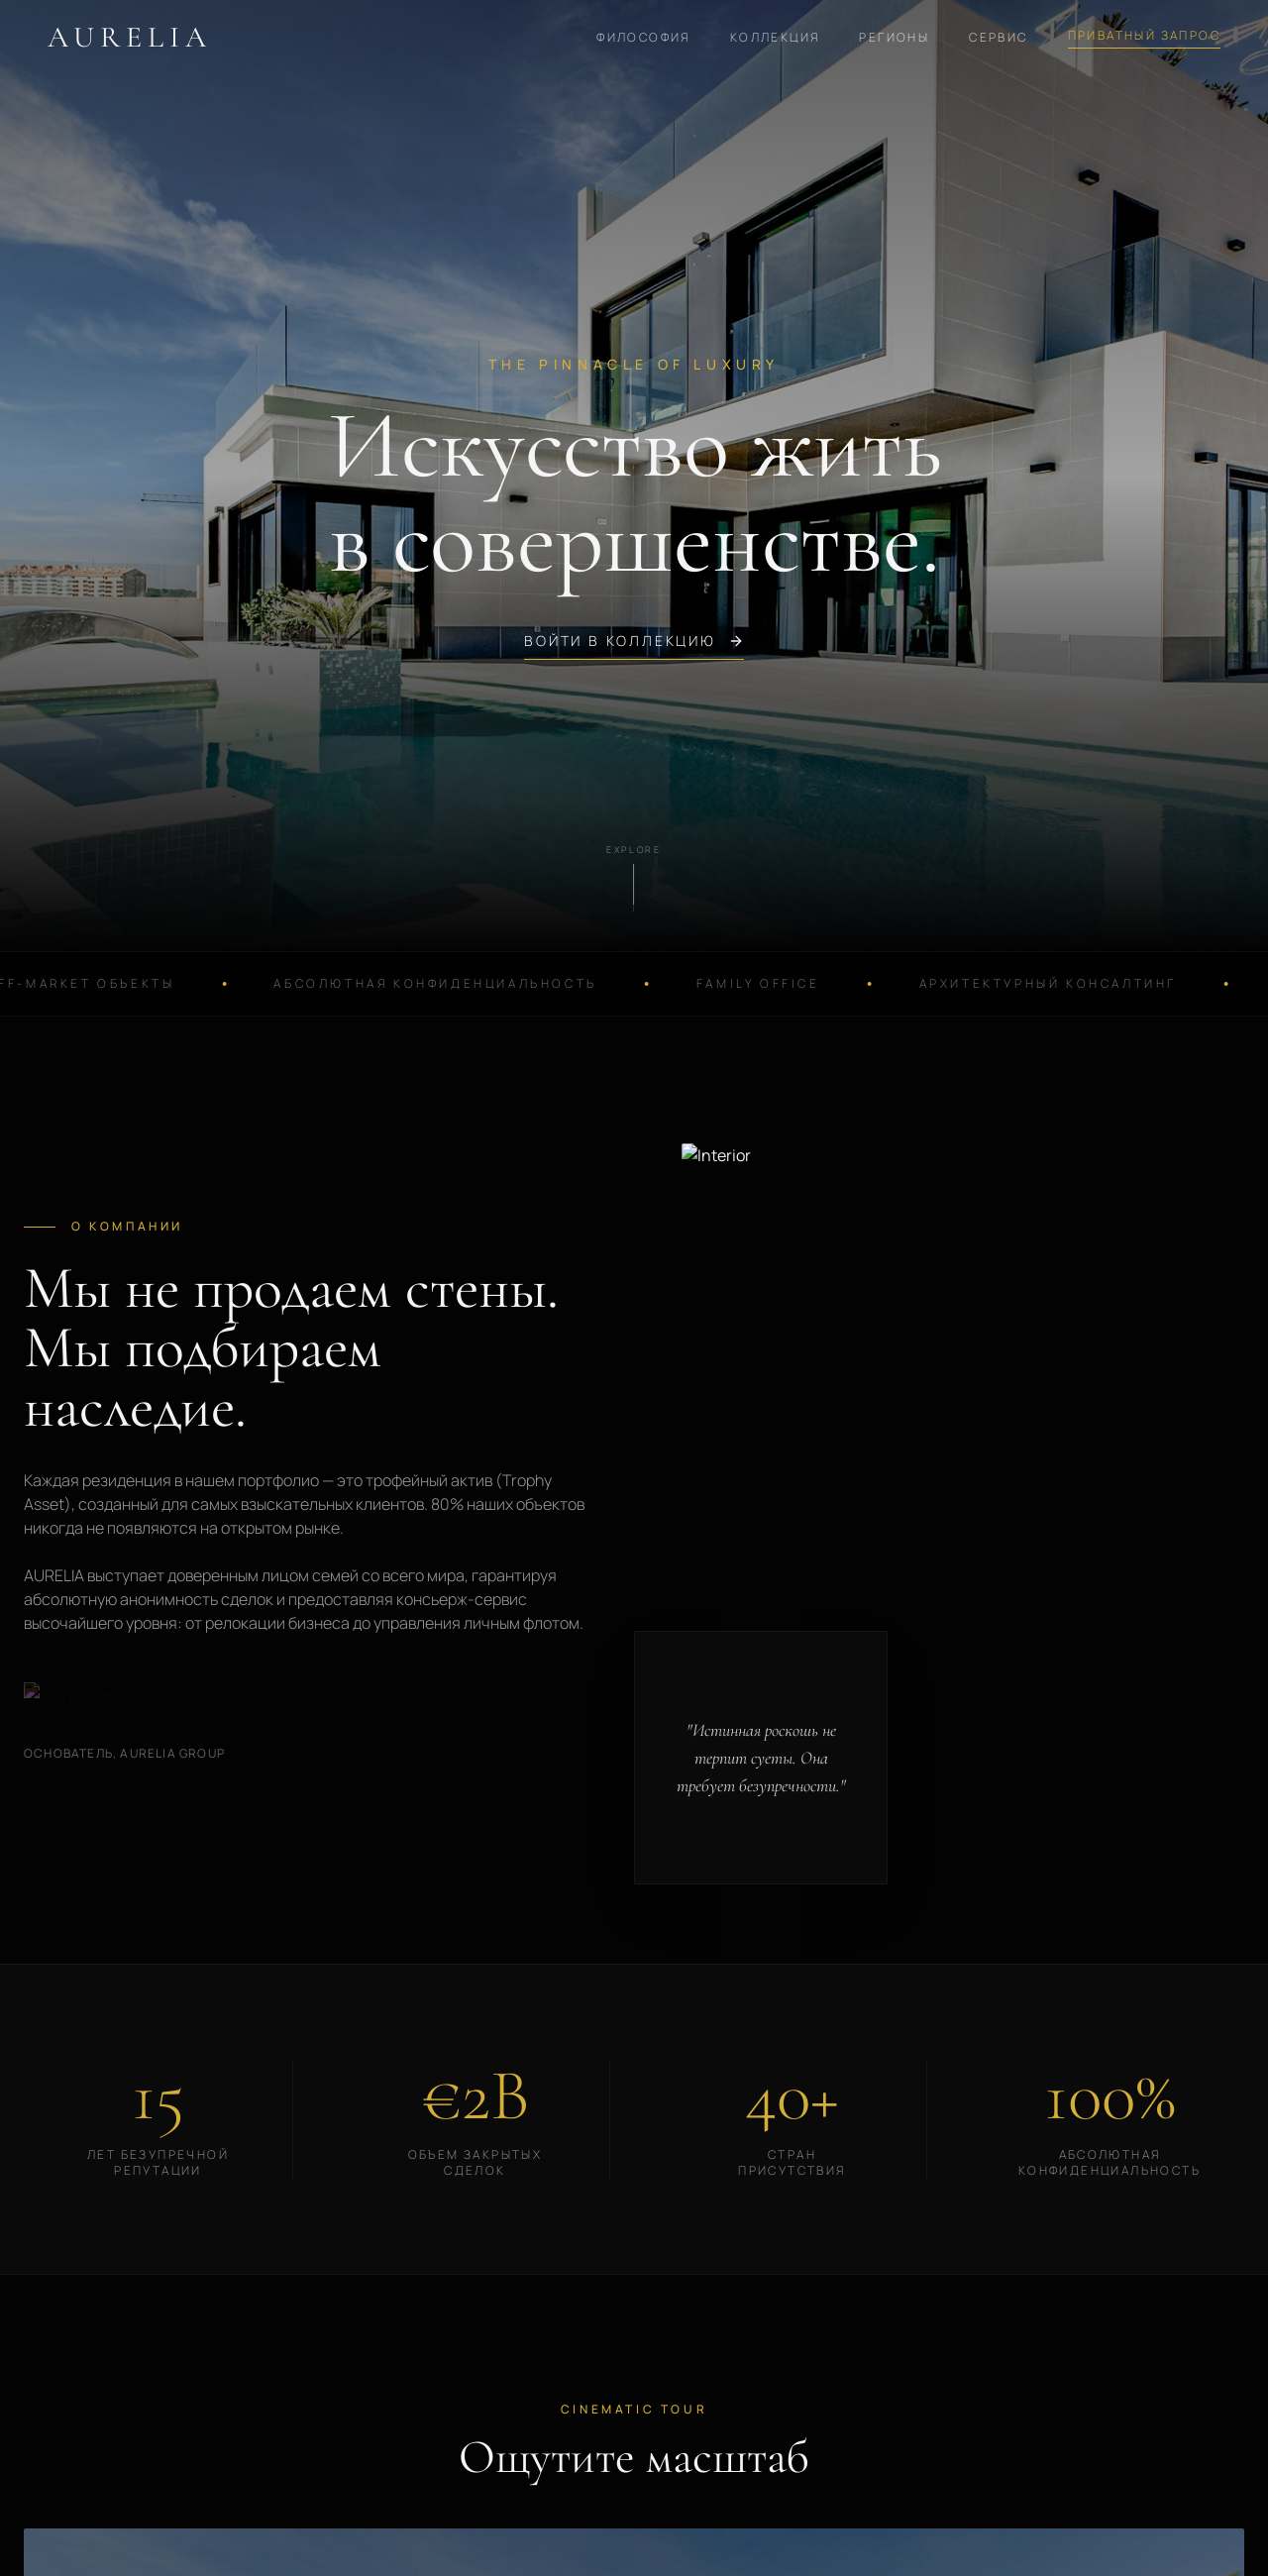 AURELIA
ФИЛОСОФИЯ
КОЛЛЕКЦИЯ
РЕГИОНЫ
СЕРВИС
ПРИВАТНЫЙ ЗАПРОС
THE PINNACLE OF LUXURY
Искусство жить
в совершенстве.
ВОЙТИ В КОЛЛЕКЦИЮ
EXPLORE
FF-MARKET ОБЪЕКТЫ • АБСОЛЮТНАЯ КОНФИДЕНЦИАЛЬНОСТЬ • FAMILY OFFICE • АРХИТЕКТУРНЫЙ КОНСАЛТИНГ •
Interior
О КОМПАНИИ
Мы не продаем стены.
Мы подбираем
наследие.
Каждая резиденция в нашем портфолио — это трофейный актив (Trophy
Asset), созданный для самых взыскательных клиентов. 80% наших объектов
никогда не появляются на открытом рынке.
AURELIA выступает доверенным лицом семей со всего мира, гарантируя
абсолютную анонимность сделок и предоставляя консьерж-сервис
высочайшего уровня: от релокации бизнеса до управления личным флотом.
ОСНОВАТЕЛЬ, AURELIA GROUP
"Истинная роскошь не
терпит суеты. Она
требует безупречности."
15
ЛЕТ БЕЗУПРЕЧНОЙ
РЕПУТАЦИИ
€2B
ОБЪЕМ ЗАКРЫТЫХ
СДЕЛОК
40+
СТРАН
ПРИСУТСТВИЯ
100%
АБСОЛЮТНАЯ
КОНФИДЕНЦИАЛЬНОСТЬ
CINEMATIC TOUR
Ощутите масштаб